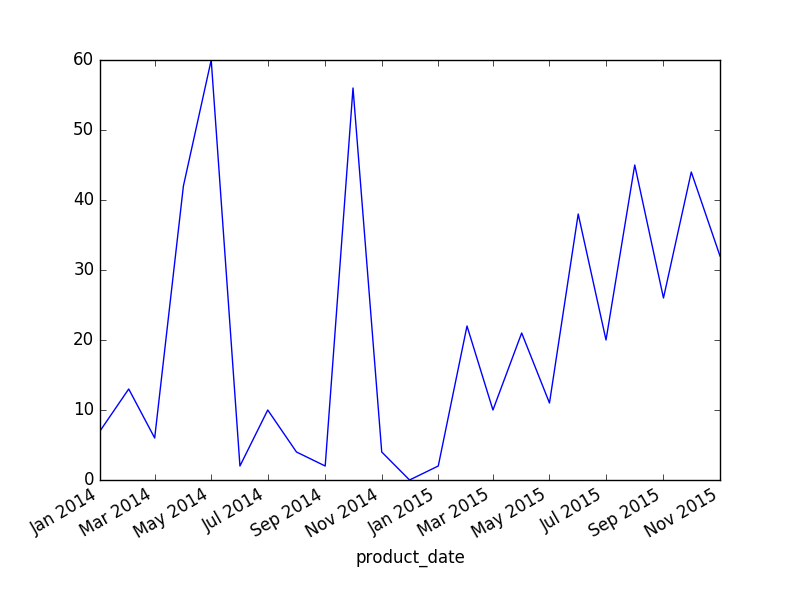 60
50
40
30
20
10
0
Jan 2014
Mar 2014
May 2014
Jul 2014
Sep 2014
Nov 2014
Jan 2015
Mar 2015
May 2015
Jul 2015
Sep 2015
Nov 2015
product_date